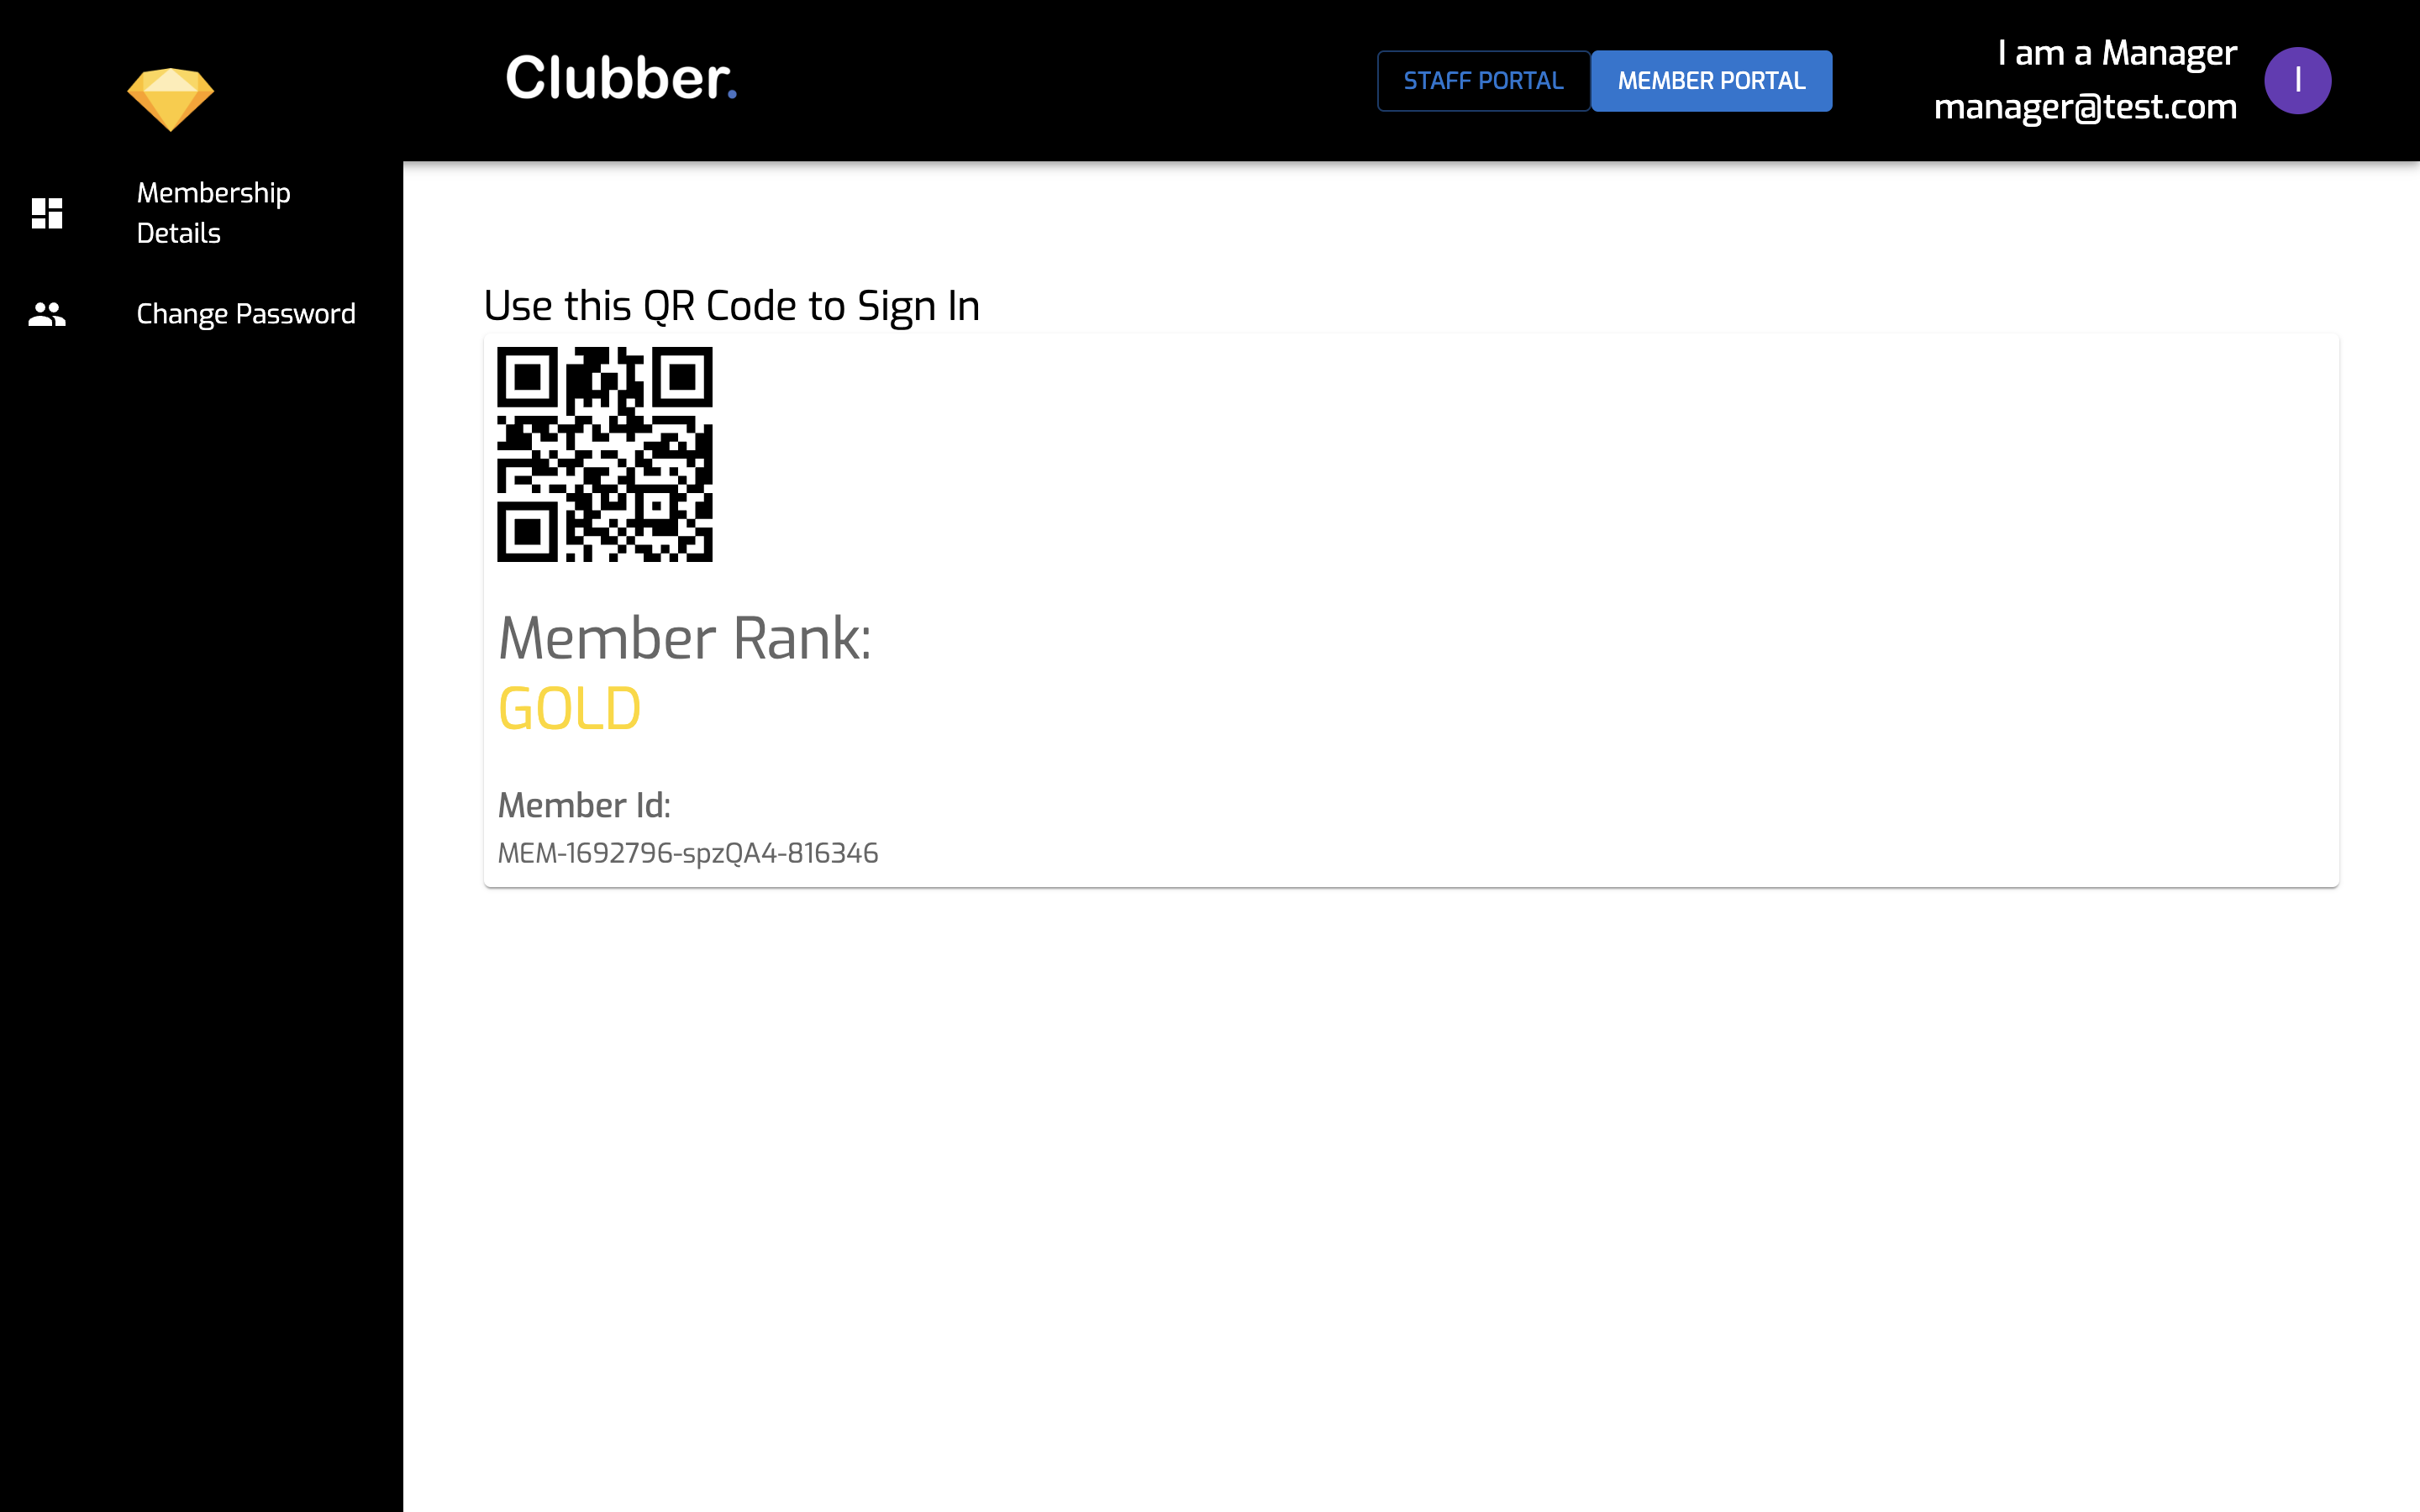 Clubber.
STAFF PORTAL
MEMBER PORTAL
I am a Manager
manager@test.com
I
Membership
Details
Change Password
Use this QR Code to Sign In
Member Rank:
GOLD
Member Id:
MEM-1692796-spzQA4-816346